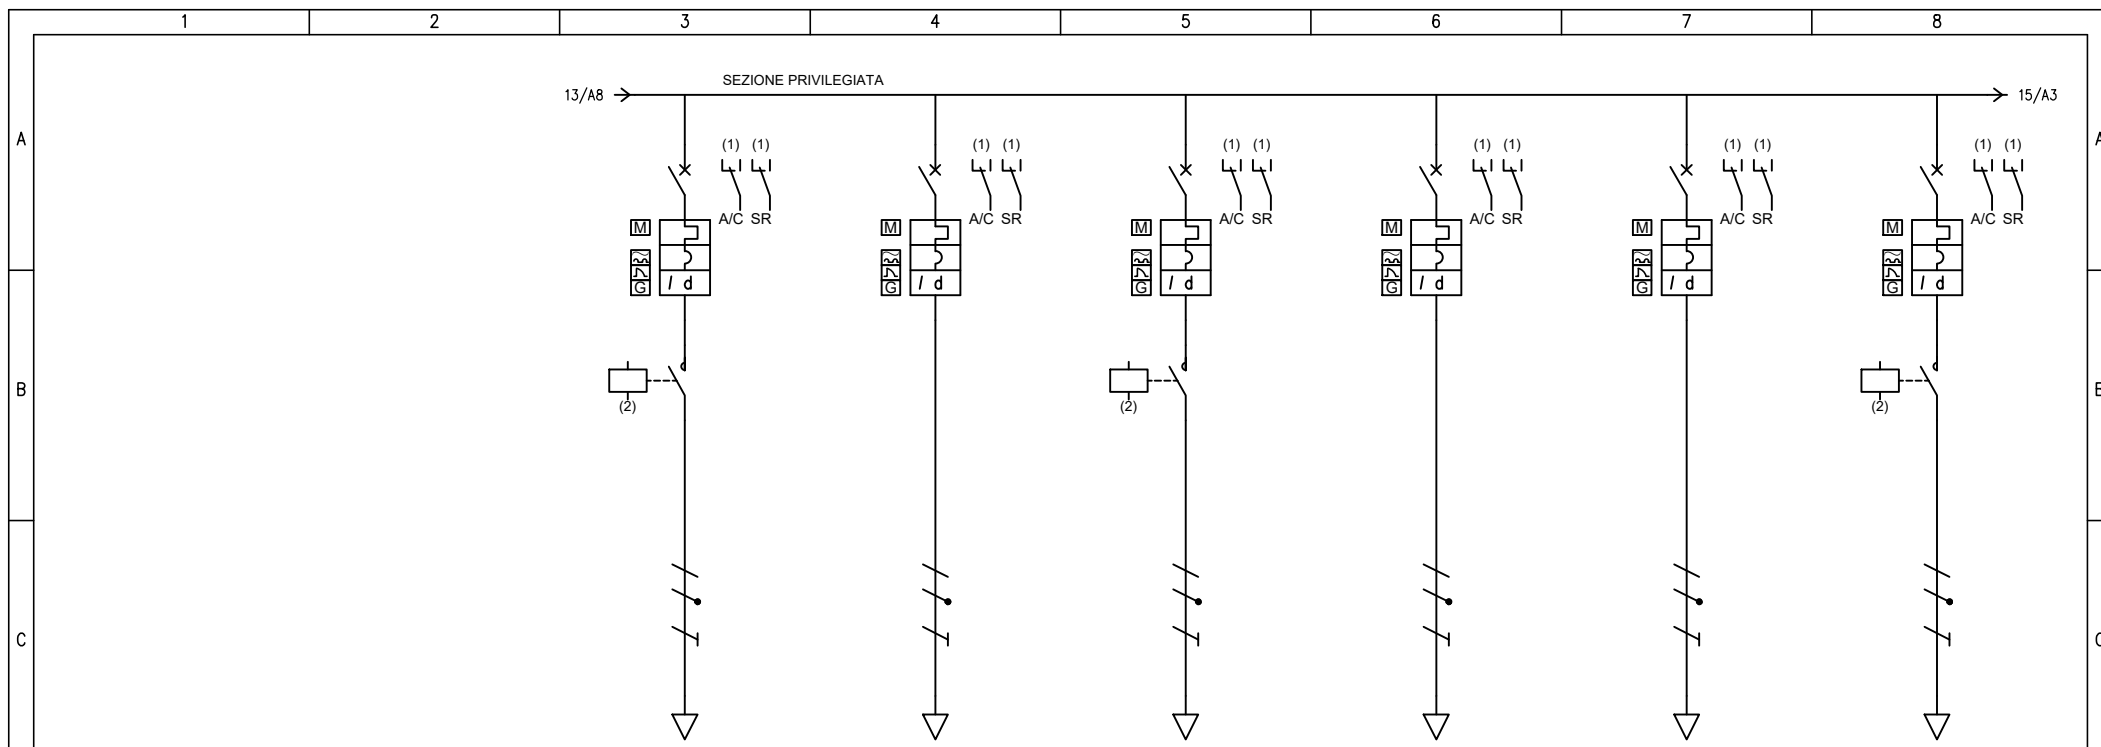 1 2 3 4 5 6 7 8
SEZIONE PRIVILEGIATA
13/A8 15/A3
A A
(1) (1) (1) (1) (1) (1) (1) (1) (1) (1) (1) (1)
A/C SR A/C SR A/C SR A/C SR A/C SR A/C SR
M M M M M M
G I d G I d G I d G I d G I d G I d
B B
(2) (2) (2)
C C